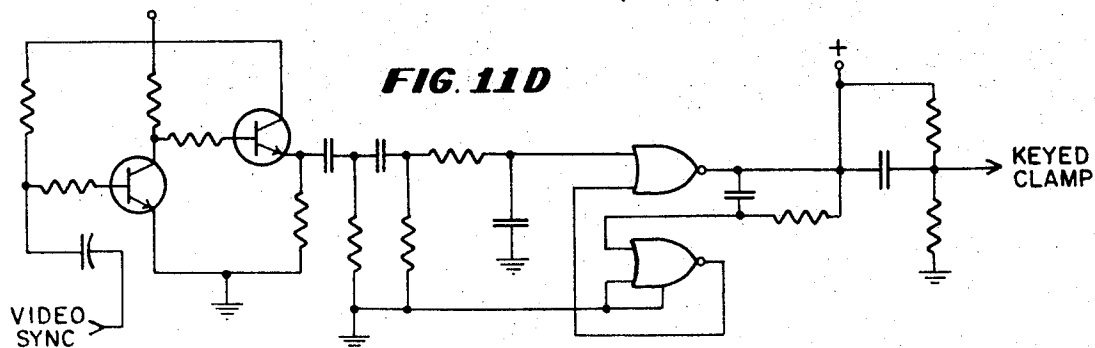 FIG. 11D
+
KEYED
CLAMP
VIDEO
SYNC